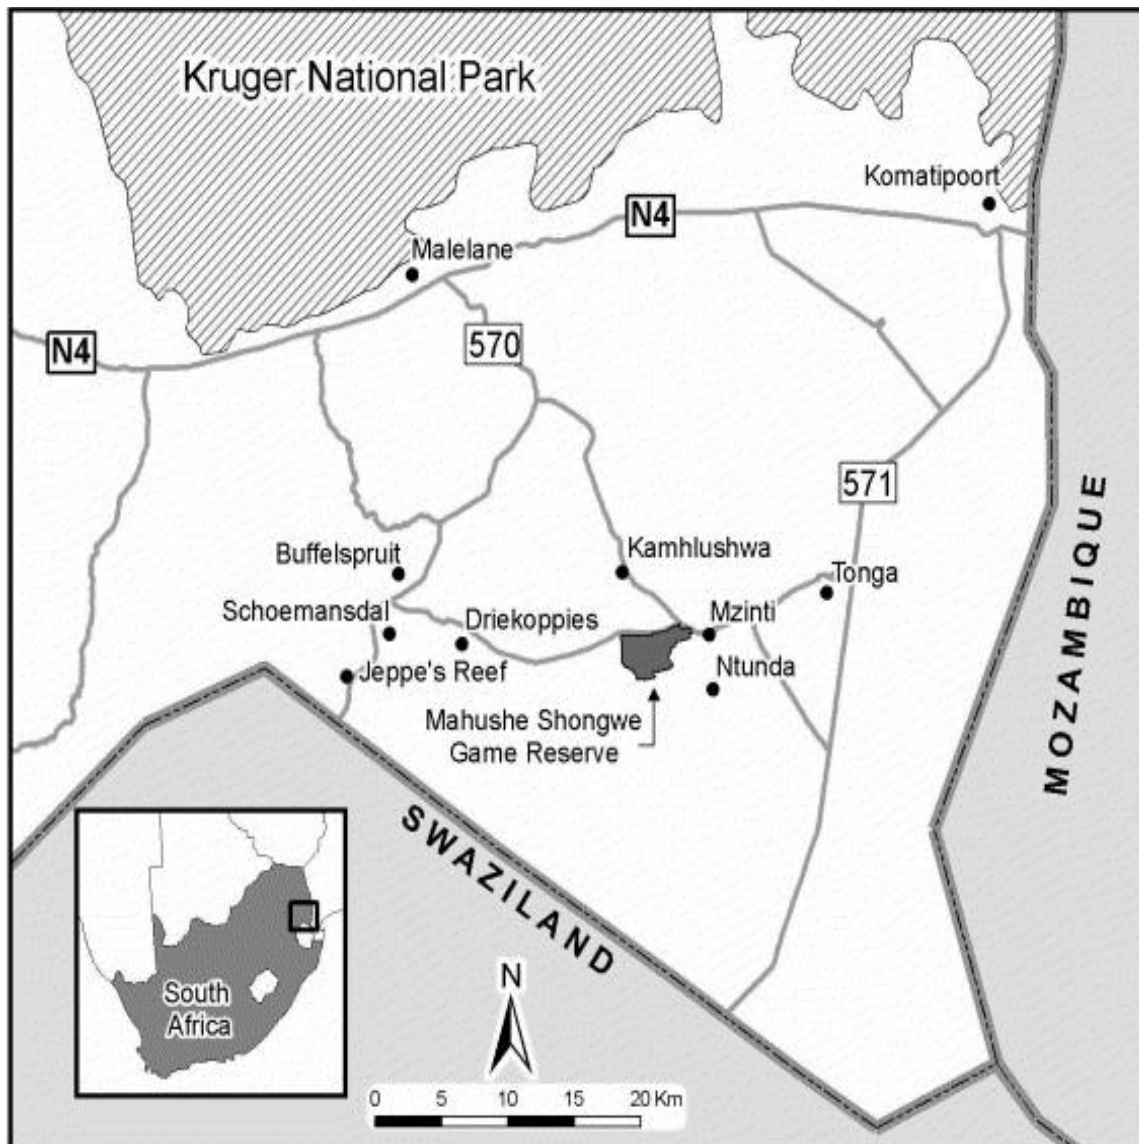 Kruger National Park
Komatipoort
N4
Malelane
N4
570
571
Buffelspruit
Kamhlushwa
Tonga
Schoemansdal
Driekoppies
Mzinti
Jeppe's Reef
Ntunda
Mahushe Shongwe
Game Reserve
MOZAMBIQUE
SWAZILAND
South
Africa
N
0 5 10 15 20 Km